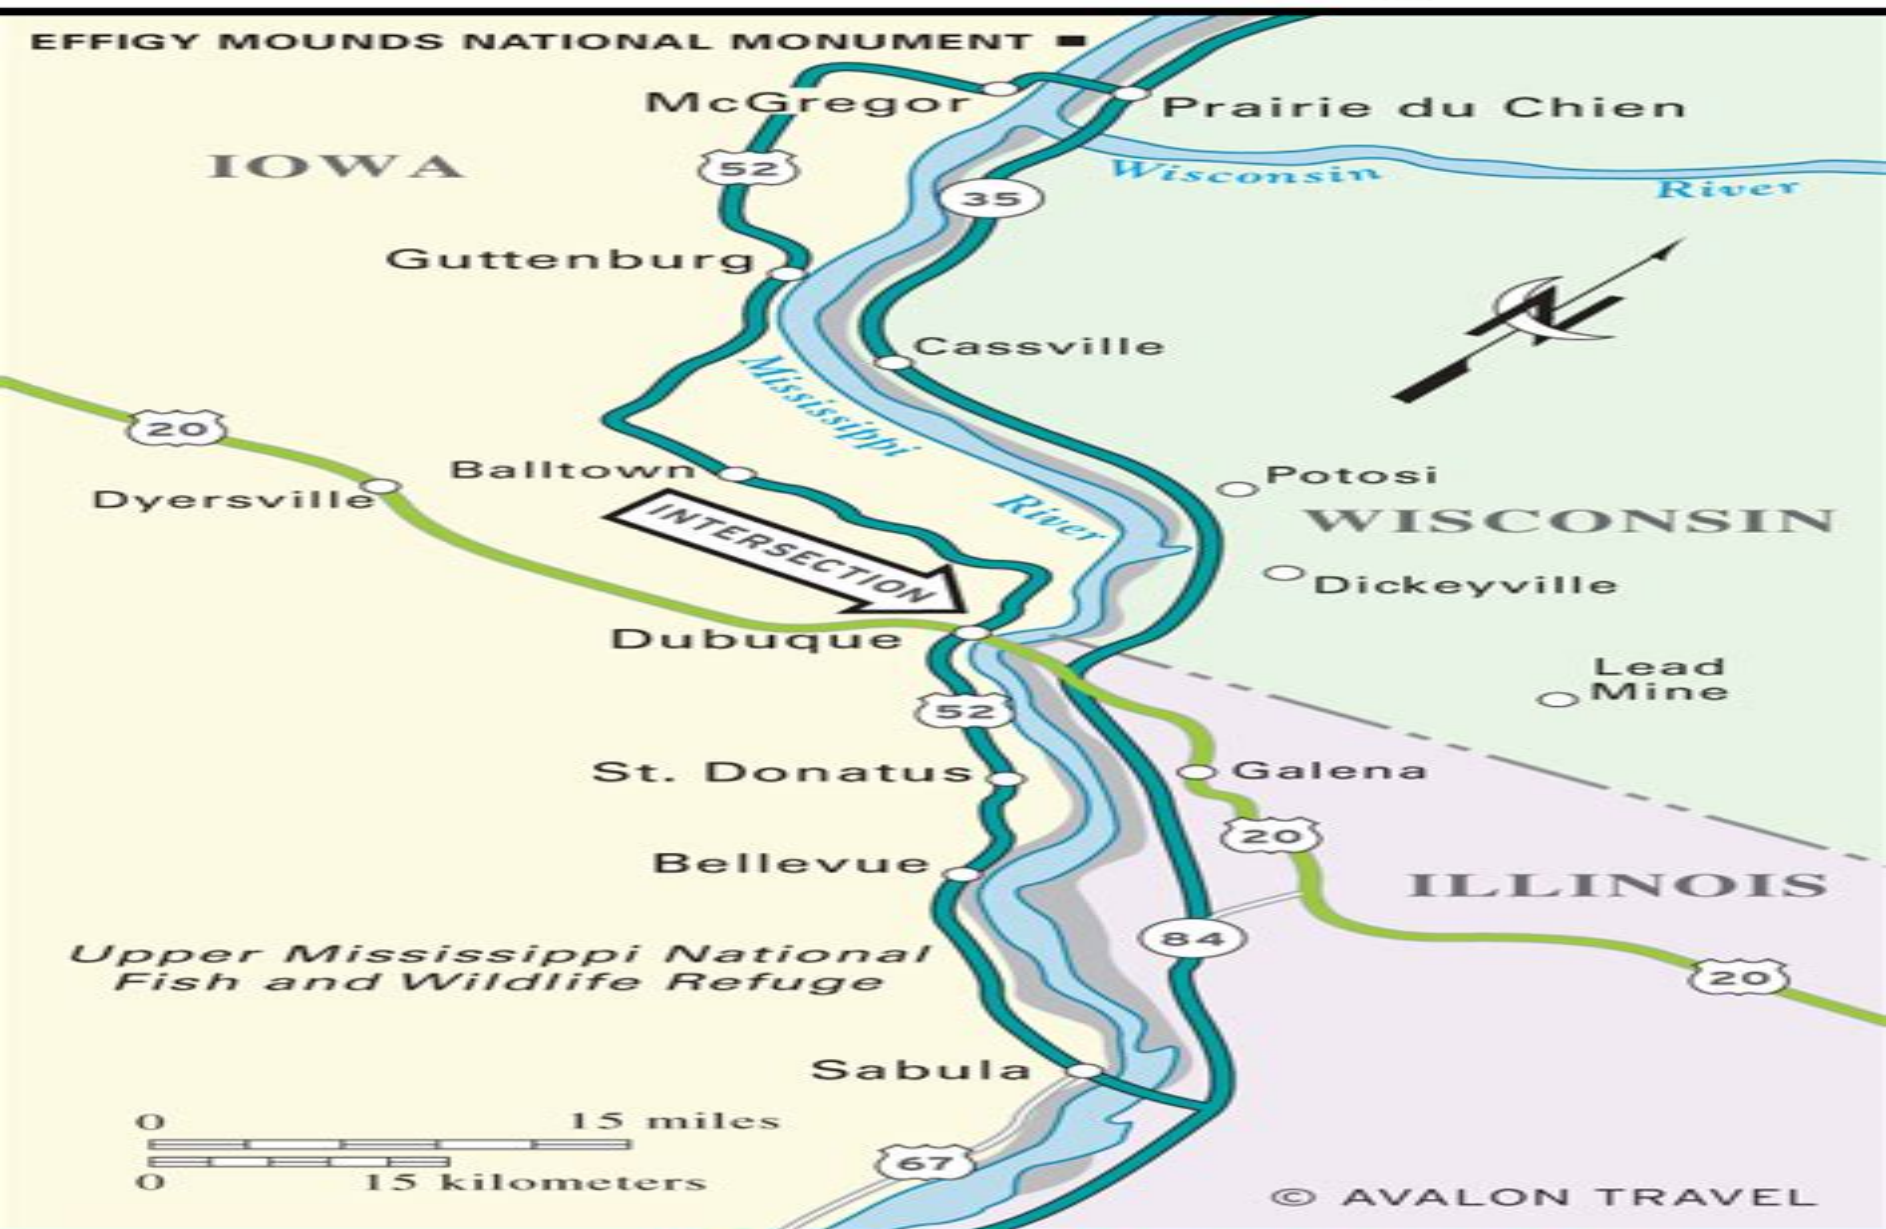 EFFIGY MOUNDS NATIONAL MONUMENT
McGregor
Prairie du Chien
IOWA
52
Wisconsin River
35
Guttenburg
N
Cassville
Mississippi River
20
Balltown
Potosi
Dyersville
WISCONSIN
INTERSECTION
Dickeyville
Dubuque
Lead
Mine
52
St. Donatus
Galena
20
Bellevue
ILLINOIS
84
Upper Mississippi National
Fish and Wildlife Refuge
20
Sabula
0 15 miles
67
0 15 kilometers
© AVALON TRAVEL